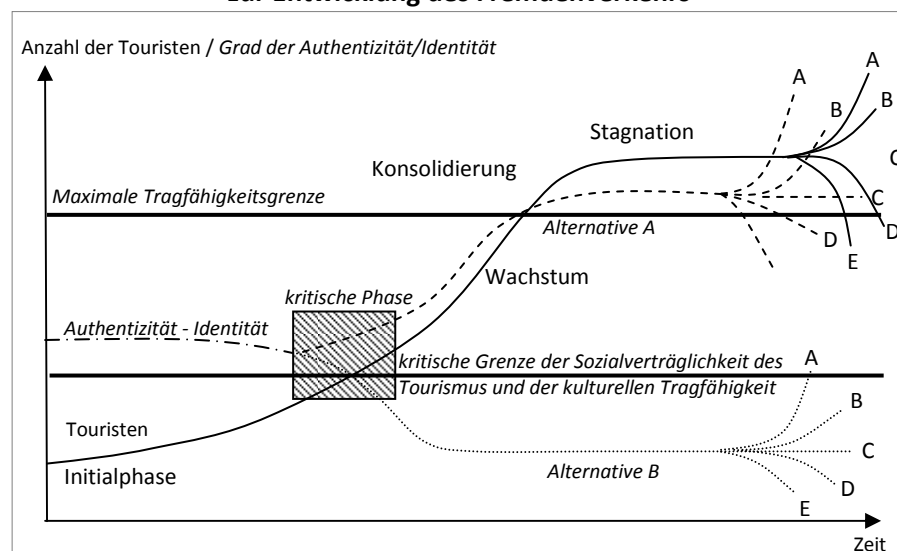 Anzahl der Touristen / Grad der Authentizität/Identität
A
A
B
B
Stagnation
Konsolidierung
C
Maximale Tragfähigkeitsgrenze
C
Alternative A
D
D
E
Wachstum
kritische Phase
Authentizität - Identität
kritische Grenze der Sozialverträglichkeit des
Tourismus und der kulturellen Tragfähigkeit
A
B
Touristen
C
Initialphase
Alternative B
D
E
Zeit